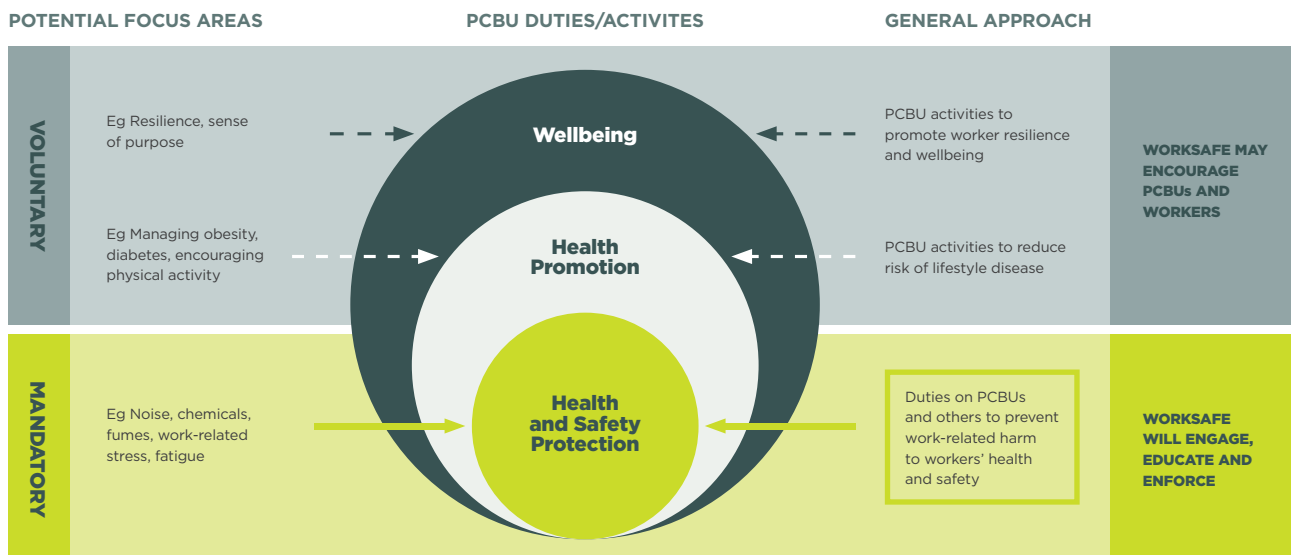 POTENTIAL FOCUS AREAS
PCBU DUTIES/ACTIVITES
GENERAL APPROACH
VOLUNTARY
Eg Resilience, sense
of purpose
Wellbeing
PCBU activities to
promote worker resilience
and wellbeing
WORKSAFE MAY
ENCOURAGE
PCBUs AND
WORKERS
Eg Managing obesity,
diabetes, encouraging
physical activity
Health
Promotion
PCBU activities to reduce
risk of lifestyle disease
MANDATORY
Eg Noise, chemicals,
fumes, work-related
stress, fatigue
Health
and Safety
Protection
Duties on PCBUs
and others to prevent
work-related harm
to workers’ health
and safety
WORKSAFE
WILL ENGAGE,
EDUCATE AND
ENFORCE